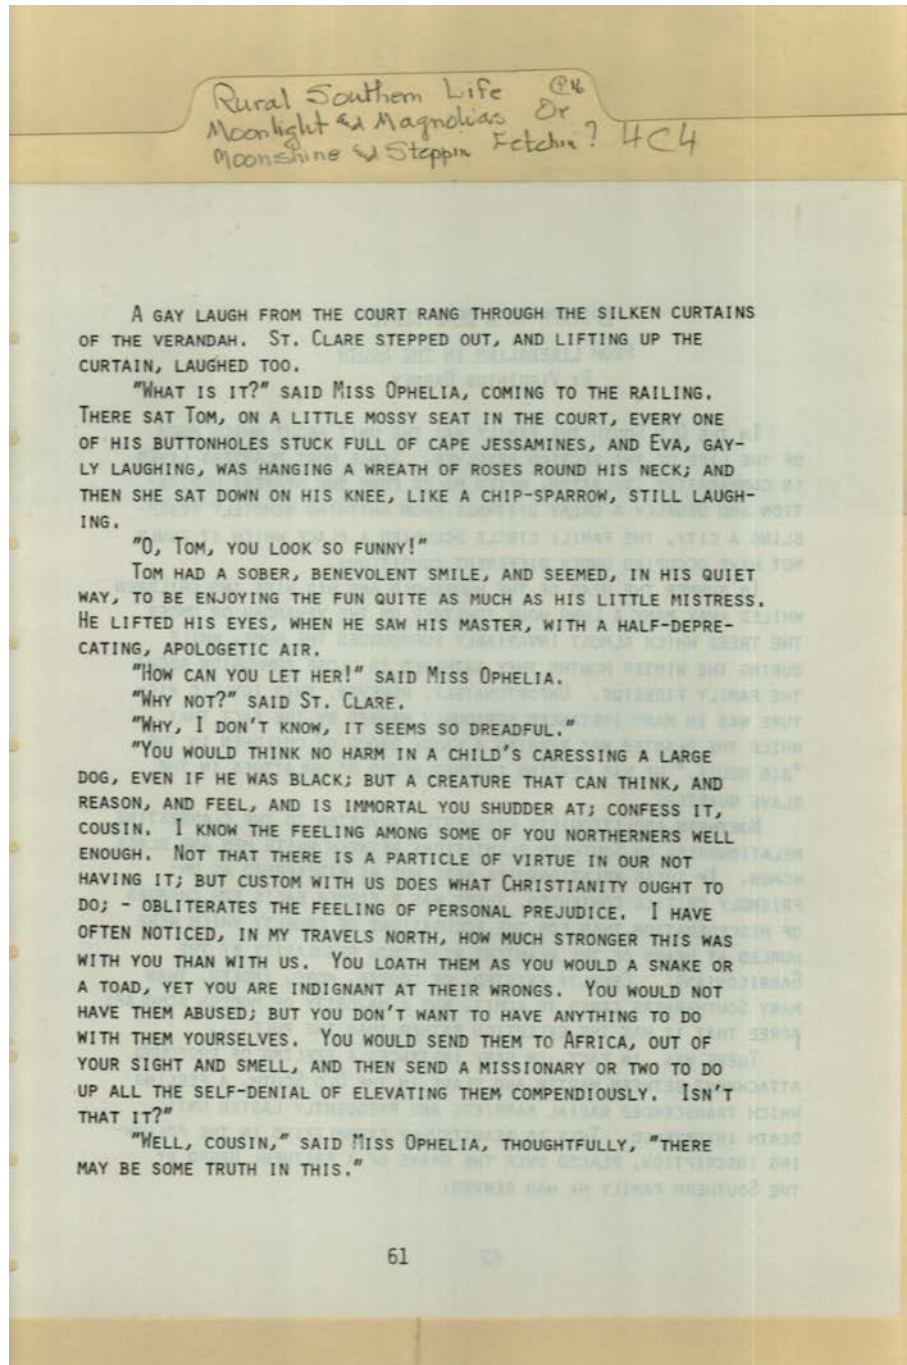 Rural Southern Life
Moonlight & Magnolias Or
Moonshine & Steppin Fetchin? 4C4
A GAY LAUGH FROM THE COURT RANG THROUGH THE SILKEN CURTAINS
OF THE VERANDAH. ST. CLARE STEPPED OUT, AND LIFTING UP THE
CURTAIN, LAUGHED TOO.
"WHAT IS IT?" SAID MISS OPHELIA, COMING TO THE RAILING.
THERE SAT TOM, ON A LITTLE MOSSY SEAT IN THE COURT, EVERY ONE
OF HIS BUTTONHOLES STUCK FULL OF CAPE JESSAMINES, AND EVA, GAY-
LY LAUGHING, WAS HANGING A WREATH OF ROSES ROUND HIS NECK; AND
THEN SHE SAT DOWN ON HIS KNEE, LIKE A CHIP-SPARROW, STILL LAUGH-
ING.
"O, TOM, YOU LOOK SO FUNNY!"
TOM HAD A SOBER, BENEVOLENT SMILE, AND SEEMED, IN HIS QUIET
WAY, TO BE ENJOYING THE FUN QUITE AS MUCH AS HIS LITTLE MISTRESS.
HE LIFTED HIS EYES, WHEN HE SAW HIS MASTER, WITH A HALF-DEPRE-
CATING, APOLOGETIC AIR.
"HOW CAN YOU LET HER!" SAID MISS OPHELIA.
"WHY NOT?" SAID ST. CLARE.
"WHY, I DON'T KNOW, IT SEEMS SO DREADFUL."
"YOU WOULD THINK NO HARM IN A CHILD'S CARESSING A LARGE
DOG, EVEN IF HE WAS BLACK; BUT A CREATURE THAT CAN THINK, AND
REASON, AND FEEL, AND IS IMMORTAL YOU SHUDDER AT; CONFESS IT,
COUSIN. I KNOW THE FEELING AMONG SOME OF YOU NORTHERNERS WELL
ENOUGH. NOT THAT THERE IS A PARTICLE OF VIRTUE IN OUR NOT
HAVING IT; BUT CUSTOM WITH US DOES WHAT CHRISTIANITY OUGHT TO
DO; - OBLITERATES THE FEELING OF PERSONAL PREJUDICE. I HAVE
OFTEN NOTICED, IN MY TRAVELS NORTH, HOW MUCH STRONGER THIS WAS
WITH YOU THAN WITH US. YOU LOATH THEM AS YOU WOULD A SNAKE OR
A TOAD, YET YOU ARE INDIGNANT AT THEIR WRONGS. YOU WOULD NOT
HAVE THEM ABUSED; BUT YOU DON'T WANT TO HAVE ANYTHING TO DO
WITH THEM YOURSELVES. YOU WOULD SEND THEM TO AFRICA, OUT OF
YOUR SIGHT AND SMELL, AND THEN SEND A MISSIONARY OR TWO TO DO
UP ALL THE SELF-DENIAL OF ELEVATING THEM COMPENDIOUSLY. ISN'T
THAT IT?"
"WELL, COUSIN," SAID MISS OPHELIA, THOUGHTFULLY, "THERE
MAY BE SOME TRUTH IN THIS."
61